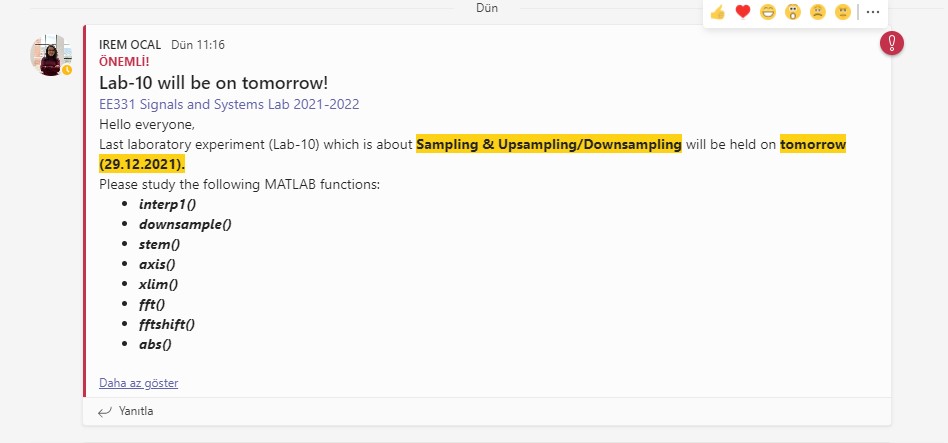 Dün
IREM OCAL Dün 11:16
ÖNEMLİ!
Lab-10 will be on tomorrow!
EE331 Signals and Systems Lab 2021-2022
Hello everyone,
Last laboratory experiment (Lab-10) which is about Sampling & Upsampling/Downsampling will be held on tomorrow
(29.12.2021).
Please study the following MATLAB functions:
• interp1()
• downsample()
• stem()
• axis()
• xlim()
• fft()
• fftshift()
• abs()
Daha az göster
Yanıtla